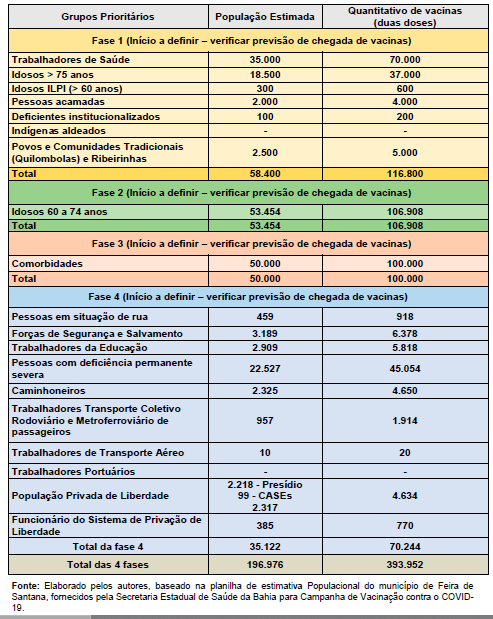 Grupos Prioritários População Estimada Quantitativo de vacinas
(duas doses)
Fase 1 (Início a definir – verificar previsão de chegada de vacinas)
Trabalhadores de Saúde 35.000 70.000
Idosos > 75 anos 18.500 37.000
Idosos ILPI (> 60 anos) 300 600
Pessoas acamadas 2.000 4.000
Deficientes institucionalizados 100 200
Indígenas aldeados - -
Povos e Comunidades Tradicionais
(Quilombolas) e Ribeirinhas 2.500 5.000
Total 58.400 116.800
Fase 2 (Início a definir – verificar previsão de chegada de vacinas)
Idosos 60 a 74 anos 53.454 106.908
Total 53.454 106.908
Fase 3 (Início a definir – verificar previsão de chegada de vacinas)
Comorbidades 50.000 100.000
Total 50.000 100.000
Fase 4 (Início a definir – verificar previsão de chegada de vacinas)
Pessoas em situação de rua 459 918
Forças de Segurança e Salvamento 3.189 6.378
Trabalhadores da Educação 2.909 5.818
Pessoas com deficiência permanente
severa 22.527 45.054
Caminhoneiros 2.325 4.650
Trabalhadores Transporte Coletivo
Rodoviário e Metroferroviário de
passageiros 957 1.914
Trabalhadores de Transporte Aéreo 10 20
Trabalhadores Portuários - -
População Privada de Liberdade 2.218 - Presídio
99 - CASEs
2.317 4.634
Funcionário do Sistema de Privação de
Liberdade 385 770
Total da fase 4 35.122 70.244
Total das 4 fases 196.976 393.952
Fonte: Elaborado pelos autores, baseado na planilha de estimativa Populacional do município de Feira de
Santana, fornecidos pela Secretaria Estadual de Saúde da Bahia para Campanha de Vacinação contra o COVID-
19.